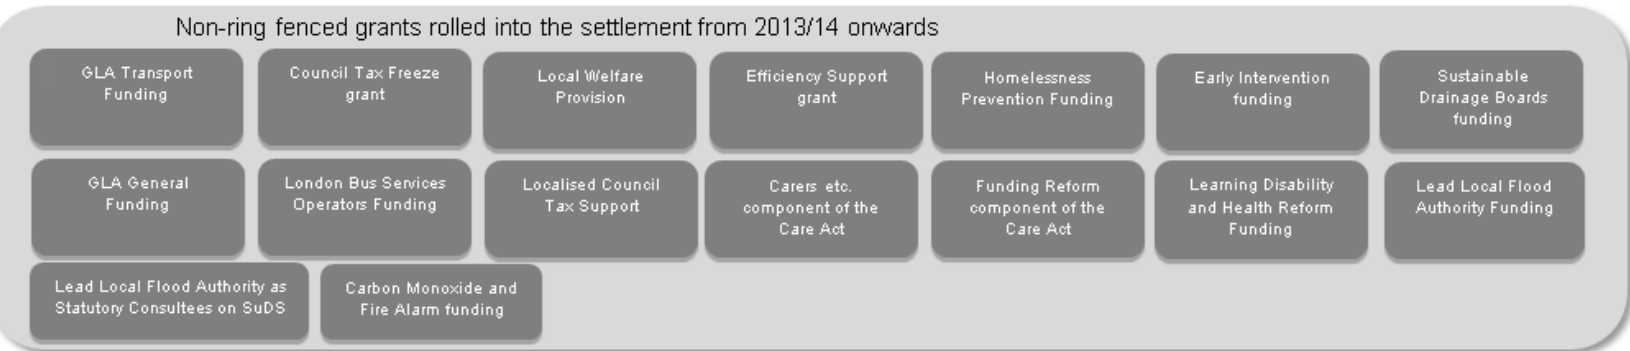 Non-ring fenced grants rolled into the settlement from 2013/14 onwards
GLA Transport
Funding
Council Tax Freeze
grant
Local Welfare
Provision
Efficiency Support
grant
Homelessness
Prevention Funding
Early Intervention
funding
Sustainable
Drainage Boards
funding
GLA General
Funding
London Bus Services
Operators Funding
Localised Council
Tax Support
Carers etc.
component of the
Care Act
Funding Reform
component of the
Care Act
Learning Disability
and Health Reform
Funding
Lead Local Flood
Authority Funding
Lead Local Flood Authority as
Statutory Consultees on SuDS
Carbon Monoxide and
Fire Alarm funding